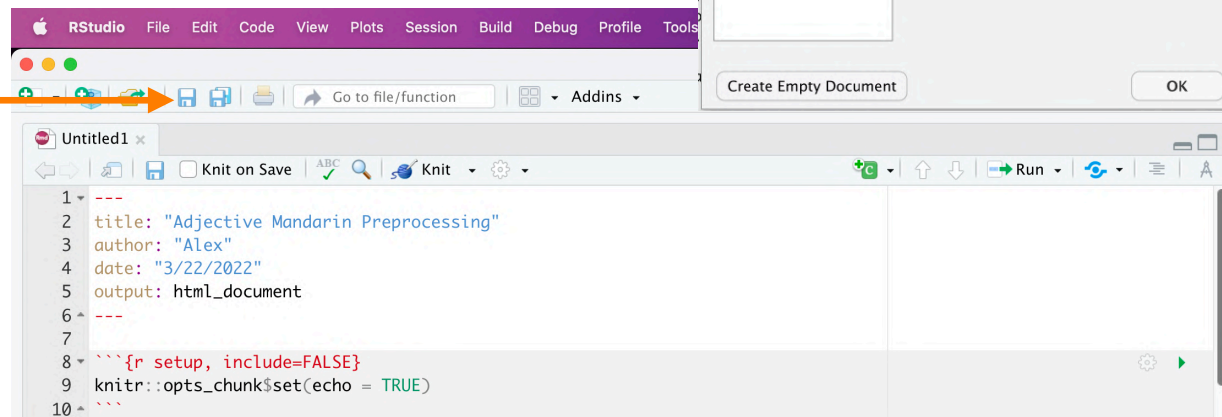 RStudio File Edit Code View Plots Session Build Debug Profile Tools
Create Empty Document
OK
Go to file/function
Addins
Rmd Untitled1
Knit on Save ABC Knit
C Run
1 ---
2 title: "Adjective Mandarin Preprocessing"
3 author: "Alex"
4 date: "3/22/2022"
5 output: html_document
6 ---
7
8 ```{r setup, include=FALSE}
9 knitr::opts_chunk$set(echo = TRUE)
10 ```